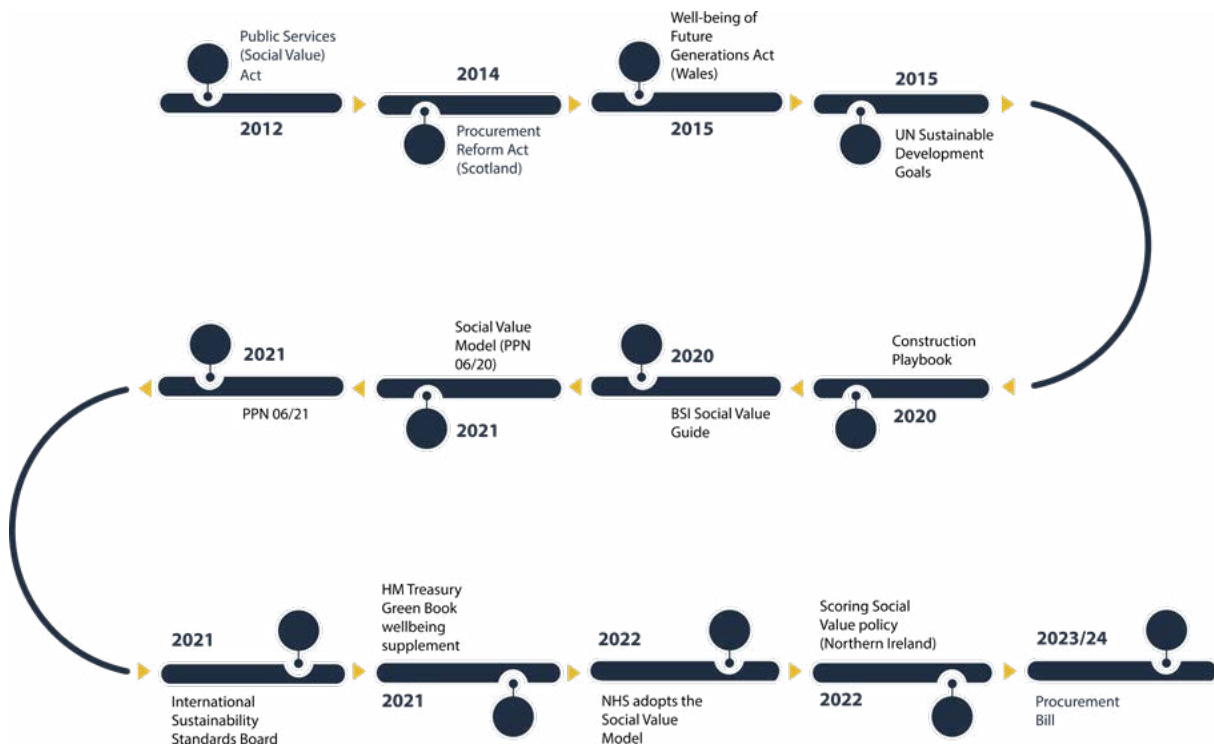 Public Services
(Social Value)
Act
2012
2014
Procurement
Reform Act
(Scotland)
Well-being of
Future
Generations Act
(Wales)
2015
2015
UN Sustainable
Development
Goals
Construction
Playbook
2020
2020
BSI Social Value
Guide
Social Value
Model (PPN
06/20)
2021
2021
PPN 06/21
2021
International
Sustainability
Standards Board
HM Treasury
Green Book
wellbeing
supplement
2021
2022
NHS adopts the
Social Value
Model
Scoring Social
Value policy
(Northern Ireland)
2022
2023/24
Procurement
Bill